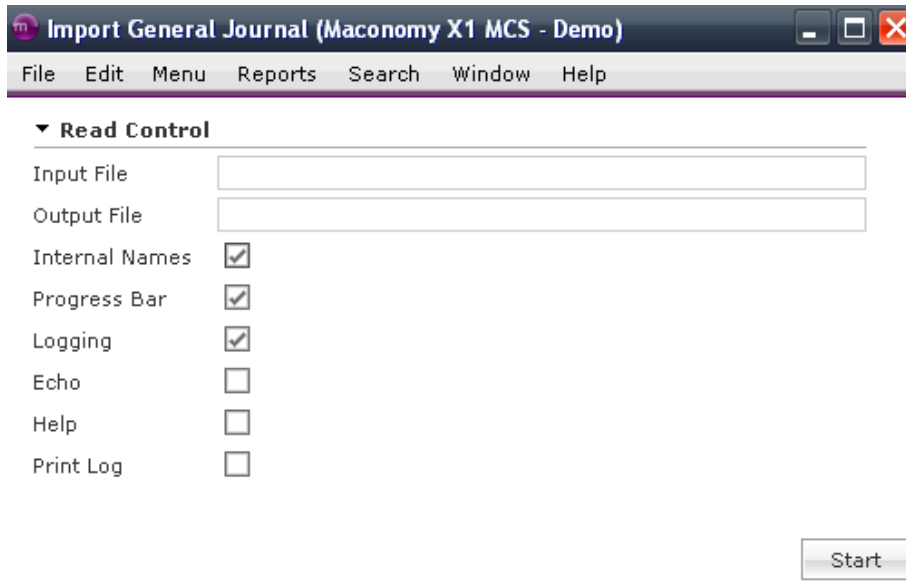 Import General Journal (Maconomy X1 MCS - Demo)
File Edit Menu Reports Search Window Help
Read Control
Input File
Output File
Internal Names
Progress Bar
Logging
Echo
Help
Print Log
Start